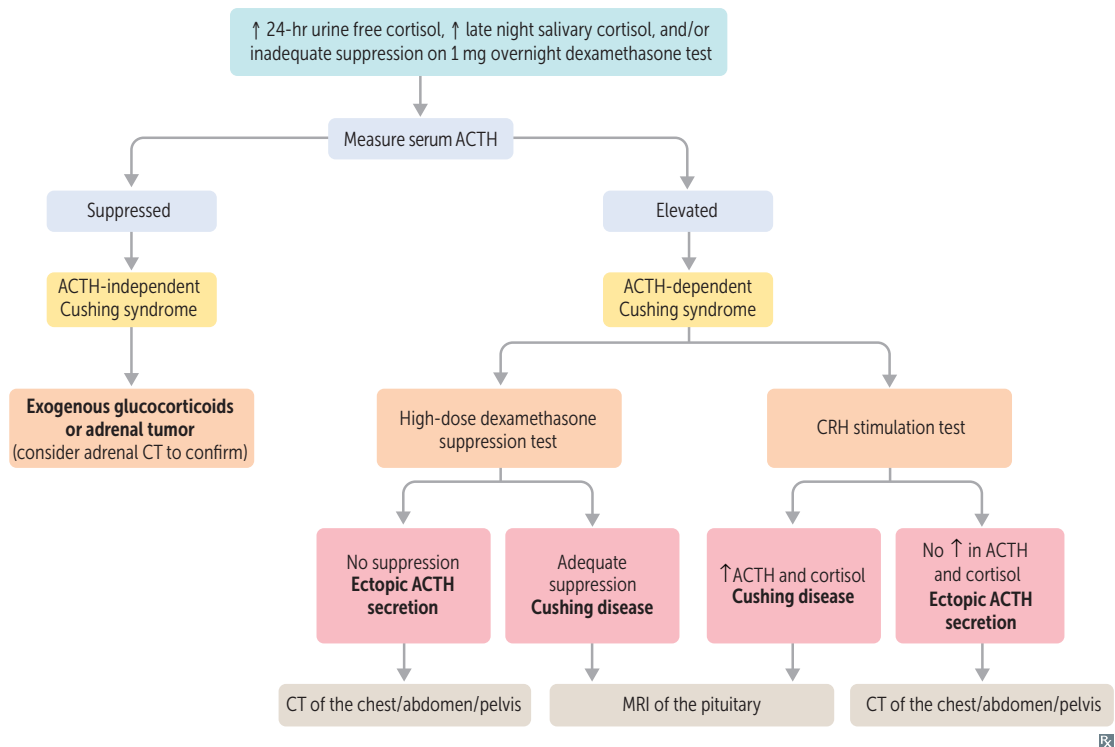 ↑ 24-hr urine free cortisol, ↑ late night salivary cortisol, and/or
inadequate suppression on 1 mg overnight dexamethasone test
Measure serum ACTH
Suppressed
Elevated
ACTH-independent
Cushing syndrome
ACTH-dependent
Cushing syndrome
Exogenous glucocorticoids
or adrenal tumor
(consider adrenal CT to confirm)
High-dose dexamethasone
suppression test
CRH stimulation test
No suppression
Ectopic ACTH
secretion
Adequate
suppression
Cushing disease
↑ACTH and cortisol
Cushing disease
No ↑ in ACTH
and cortisol
Ectopic ACTH
secretion
CT of the chest/abdomen/pelvis
MRI of the pituitary
CT of the chest/abdomen/pelvis
Rx